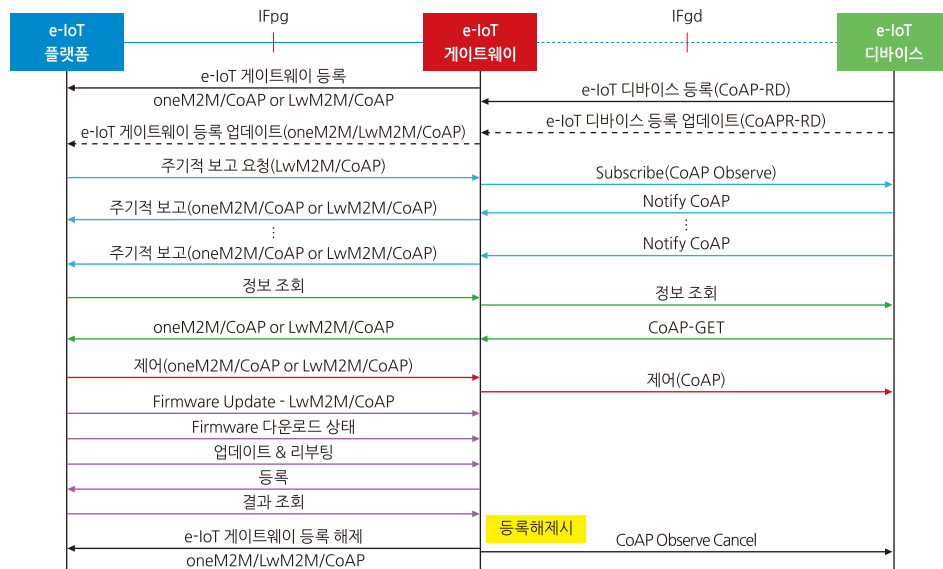 IFpg
IFgd
e-IoT
플랫폼
e-IoT
게이트웨이
e-IoT
디바이스
e-IoT 게이트웨이 등록
oneM2M/CoAP or LwM2M/CoAP
e-IoT 디바이스 등록(CoAP-RD)
e-IoT 게이트웨이 등록 업데이트(oneM2M/LwM2M/CoAP)
e-IoT 디바이스 등록 업데이트(CoAPR-RD)
주기적 보고 요청(LwM2M/CoAP)
Subscribe(CoAP Observe)
주기적 보고(oneM2M/CoAP or LwM2M/CoAP)
Notify CoAP
⋮
⋮
주기적 보고(oneM2M/CoAP or LwM2M/CoAP)
Notify CoAP
정보 조회
정보 조회
oneM2M/CoAP or LwM2M/CoAP
CoAP-GET
제어(oneM2M/CoAP or LwM2M/CoAP)
제어(CoAP)
Firmware Update - LwM2M/CoAP
Firmware 다운로드 상태
업데이트 & 리부팅
등록
결과 조회
등록해제시
e-IoT 게이트웨이 등록 해제
oneM2M/LwM2M/CoAP
CoAP Observe Cancel